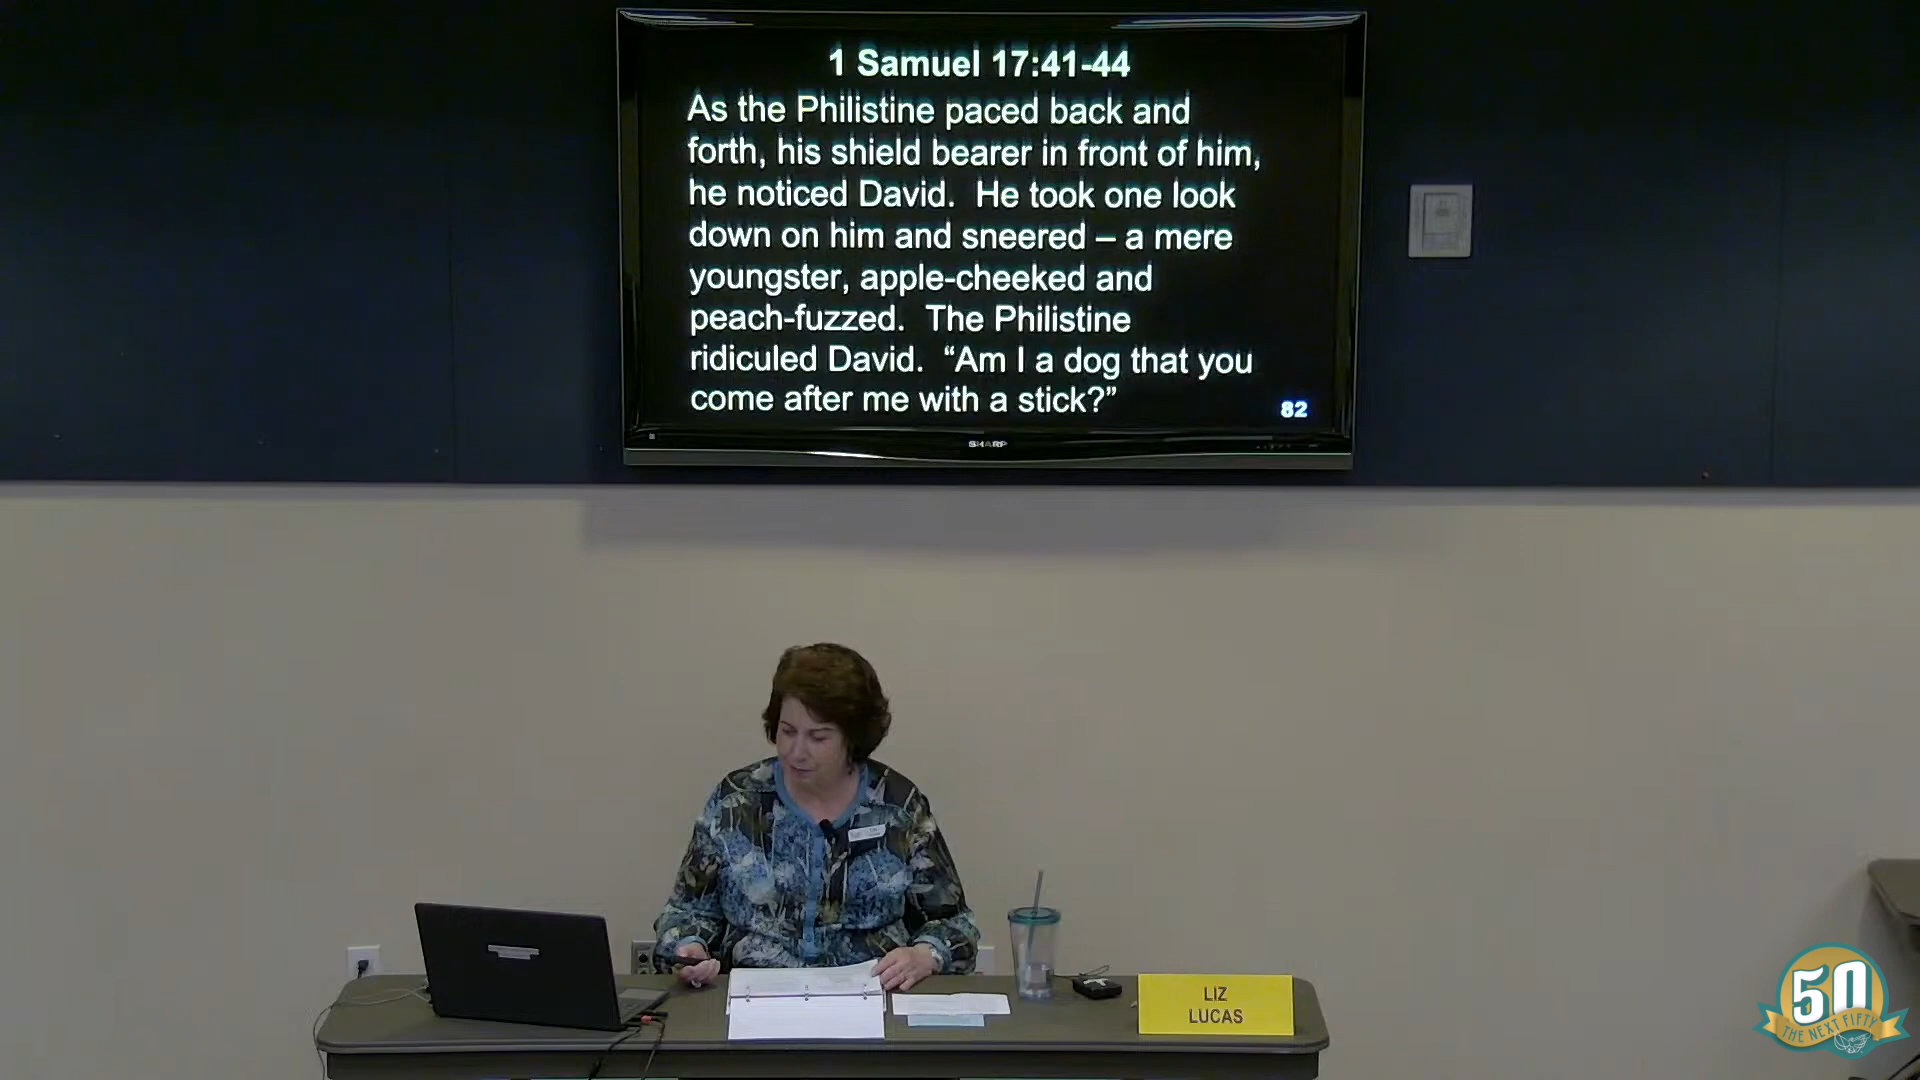 1 Samuel 17:41-44
As the Philistine paced back and
forth, his shield bearer in front of him,
he noticed David.  He took one look
down on him and sneered – a mere
youngster, apple-cheeked and
peach-fuzzed.  The Philistine
ridiculed David.  “Am I a dog that you
come after me with a stick?”
82
SHARP
LIZ
LUCAS
50
THE NEXT FIFTY